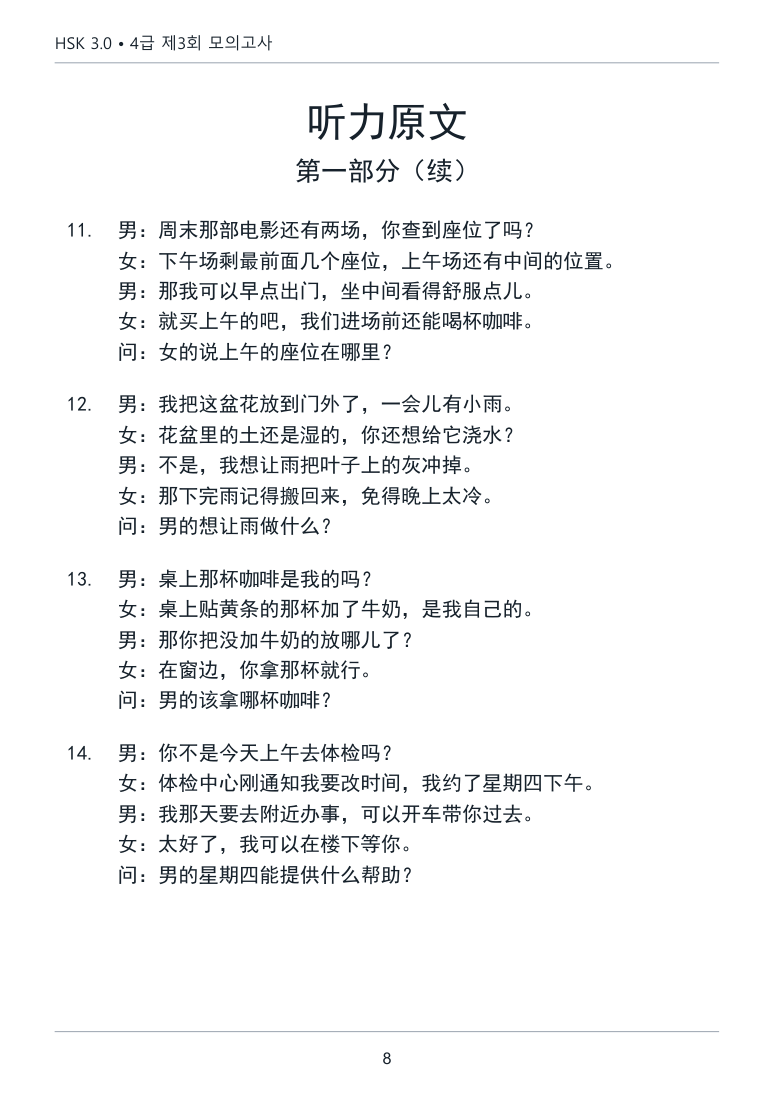 HSK 3.0 • 4급 제3회 모의고사
听力原文
第一部分（续）
11. 男：周末那部电影还有两场，你查到座位了吗？
女：下午场剩最前面几个座位，上午场还有中间的位置。
男：那我可以早点出门，坐中间看得舒服点儿。
女：就买上午的吧，我们进场前还能喝杯咖啡。
问：女的说上午的座位在哪里？
12. 男：我把这盆花放到门外了，一会儿有小雨。
女：花盆里的土还是湿的，你还想给它浇水？
男：不是，我想让雨把叶子上的灰冲掉。
女：那下完雨记得搬回来，免得晚上太冷。
问：男的想让雨做什么？
13. 男：桌上那杯咖啡是我的吗？
女：桌上贴黄条的那杯加了牛奶，是我自己的。
男：那你把没加牛奶的放哪儿了？
女：在窗边，你拿那杯就行。
问：男的该拿哪杯咖啡？
14. 男：你不是今天上午去体检吗？
女：体检中心刚通知我要改时间，我约了星期四下午。
男：我那天要去附近办事，可以开车带你过去。
女：太好了，我可以在楼下等你。
问：男的星期四能提供什么帮助？
8